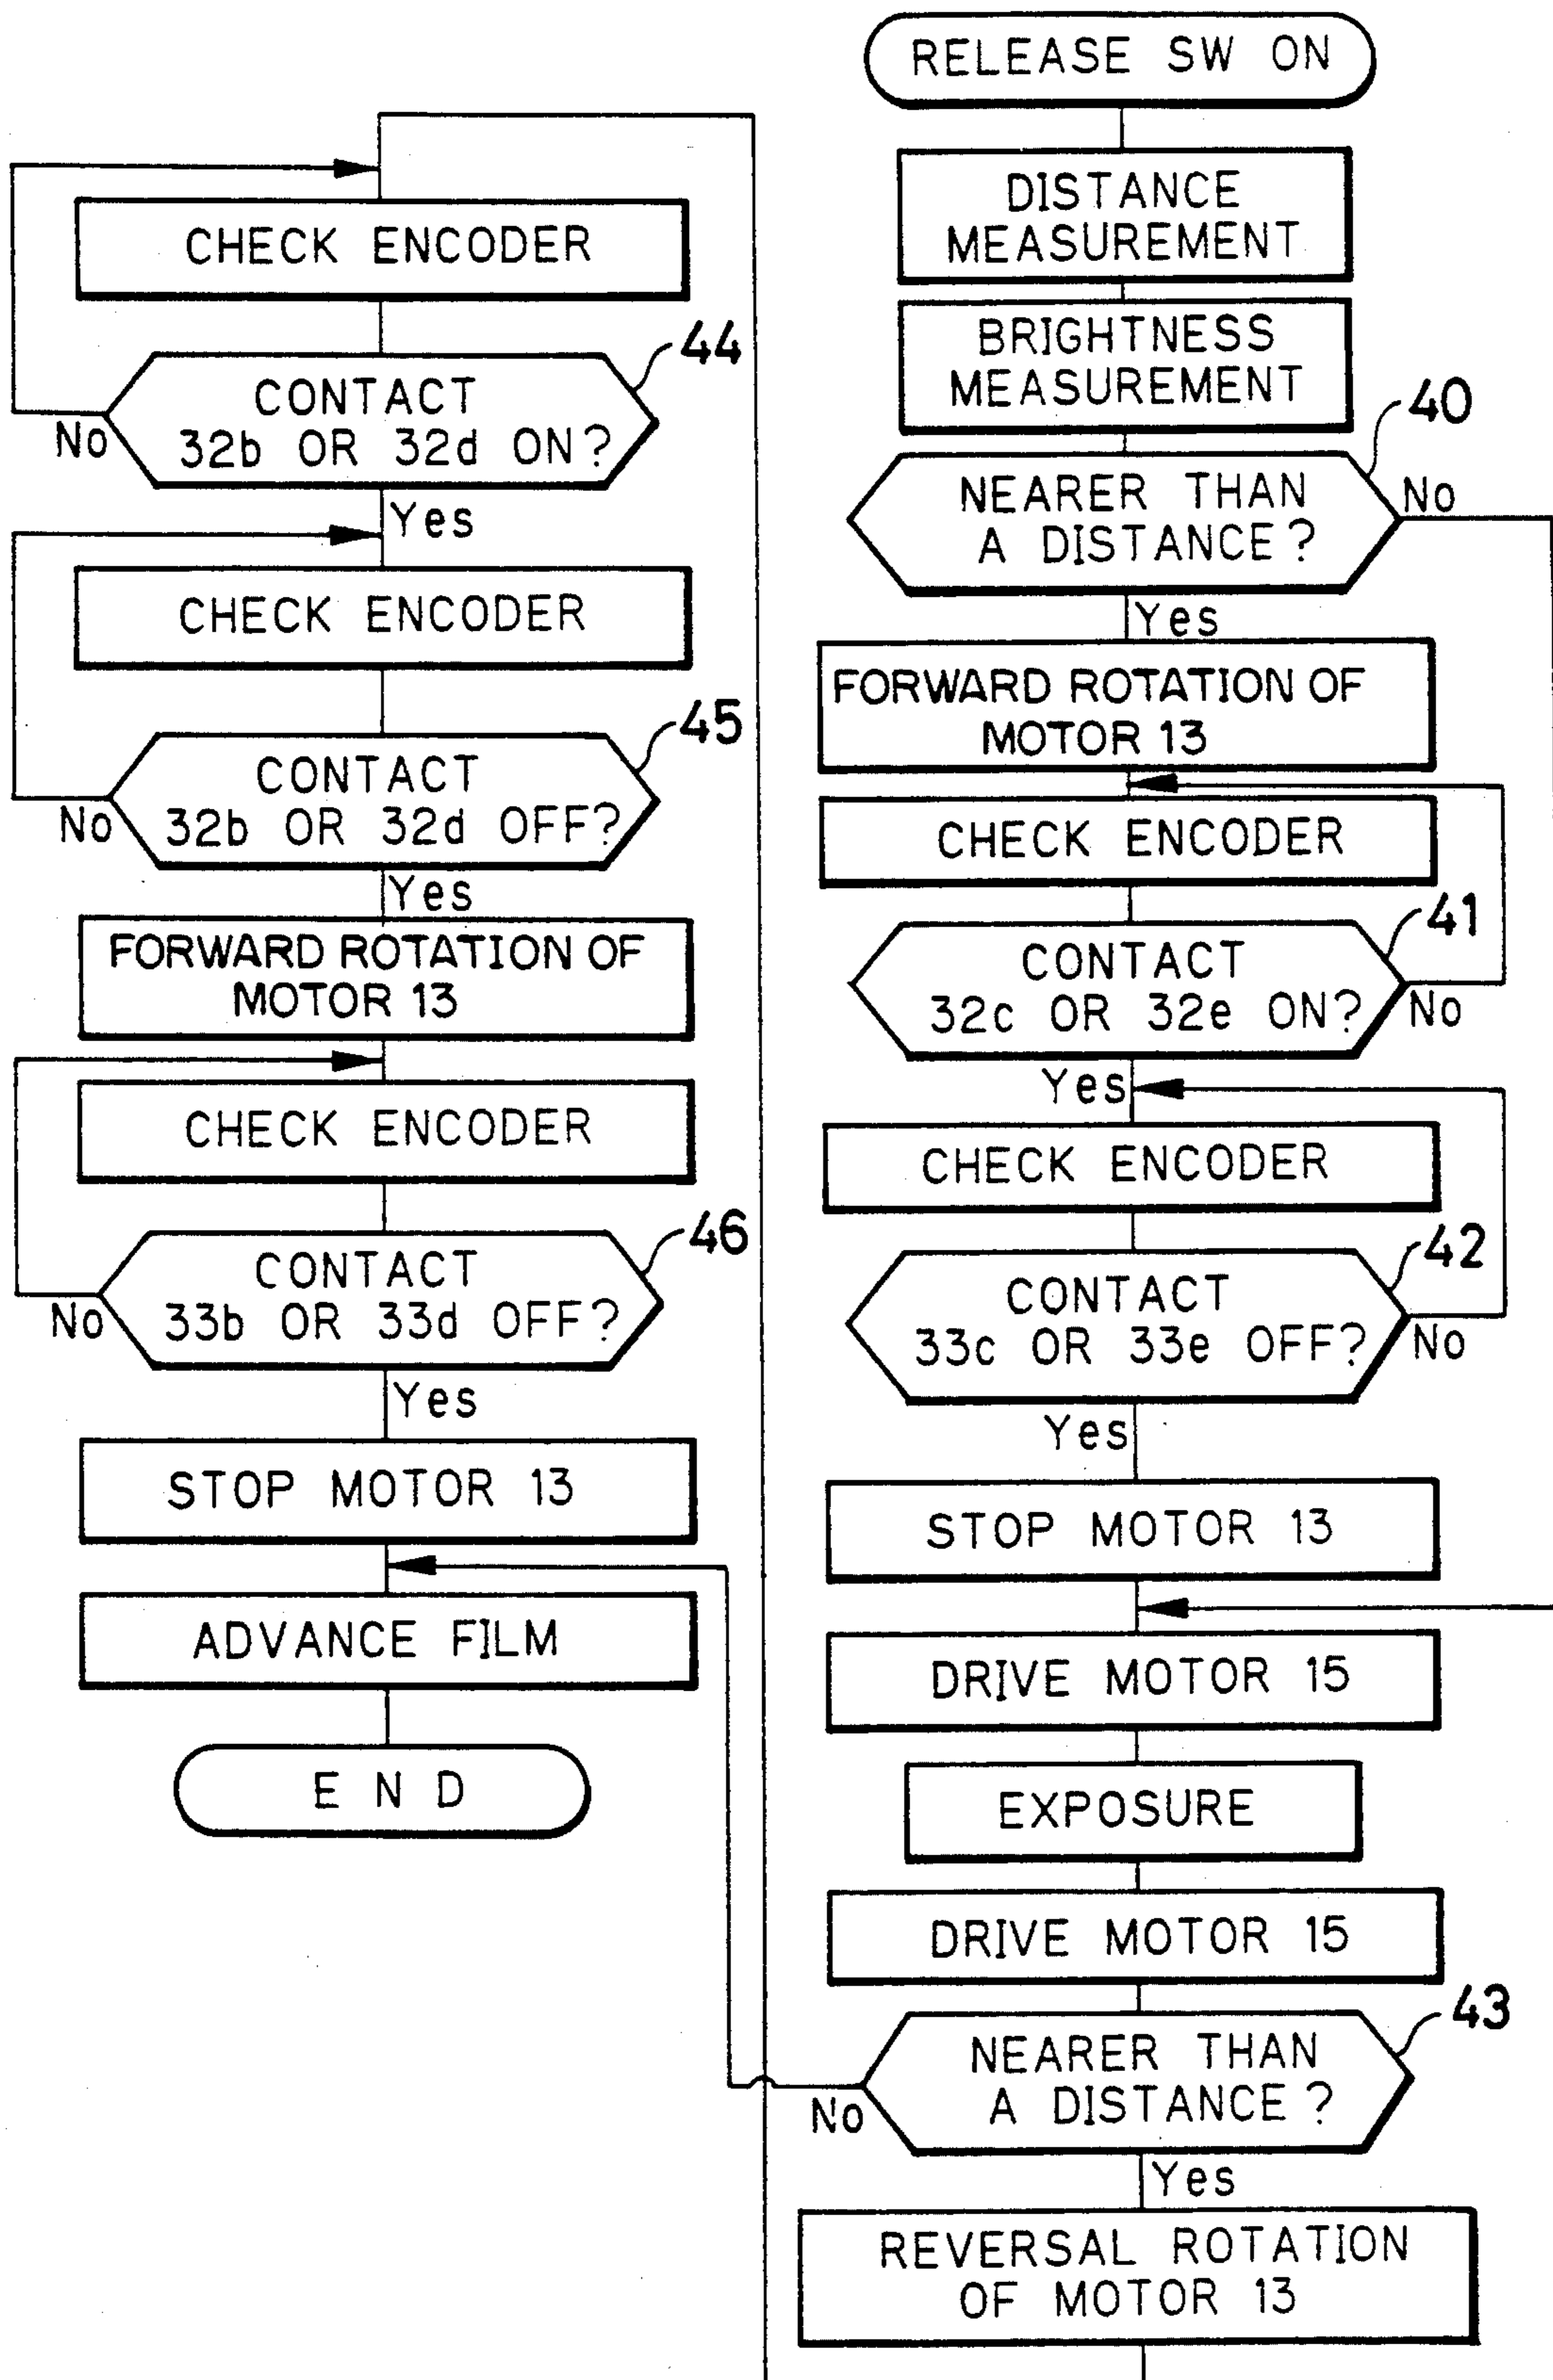 RELEASE SW ON
DISTANCE
MEASUREMENT
BRIGHTNESS
MEASUREMENT
40
NEARER THAN
A DISTANCE?
No
Yes
FORWARD ROTATION OF
MOTOR 13
CHECK ENCODER
41
CONTACT
32c OR 32e ON?
No
Yes
CHECK ENCODER
42
CONTACT
33c OR 33e OFF?
No
Yes
STOP MOTOR 13
DRIVE MOTOR 15
EXPOSURE
DRIVE MOTOR 15
43
NEARER THAN
A DISTANCE?
No
Yes
REVERSAL ROTATION
OF MOTOR 13
CHECK ENCODER
44
CONTACT
32b OR 32d ON?
No
Yes
CHECK ENCODER
45
CONTACT
32b OR 32d OFF?
No
Yes
FORWARD ROTATION OF
MOTOR 13
CHECK ENCODER
46
CONTACT
33b OR 33d OFF?
No
Yes
STOP MOTOR 13
ADVANCE FILM
END